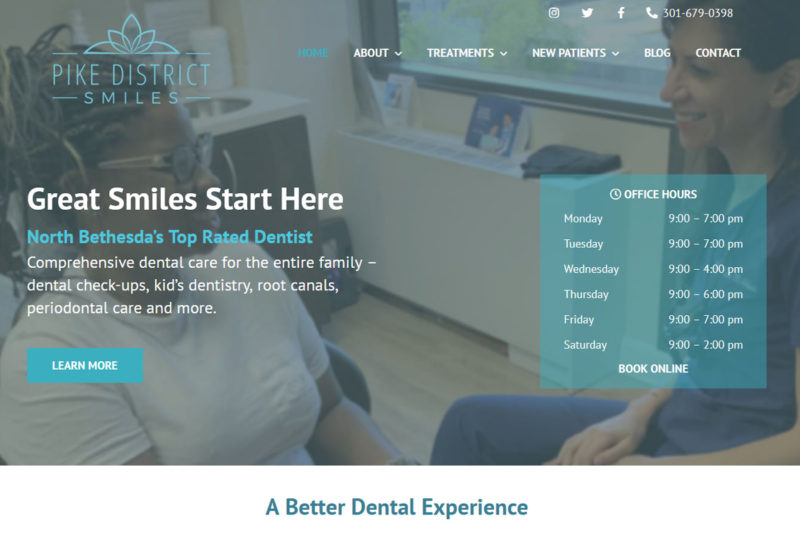 301-679-0398
PIKE DISTRICT
SMILES
HOME ABOUT TREATMENTS NEW PATIENTS BLOG CONTACT
Great Smiles Start Here
North Bethesda's Top Rated Dentist
Comprehensive dental care for the entire family –
dental check-ups, kid's dentistry, root canals,
periodontal care and more.
LEARN MORE
OFFICE HOURS
Monday 9:00 – 7:00 pm
Tuesday 9:00 – 7:00 pm
Wednesday 9:00 – 4:00 pm
Thursday 9:00 – 6:00 pm
Friday 9:00 – 7:00 pm
Saturday 9:00 – 2:00 pm
BOOK ONLINE
A Better Dental Experience